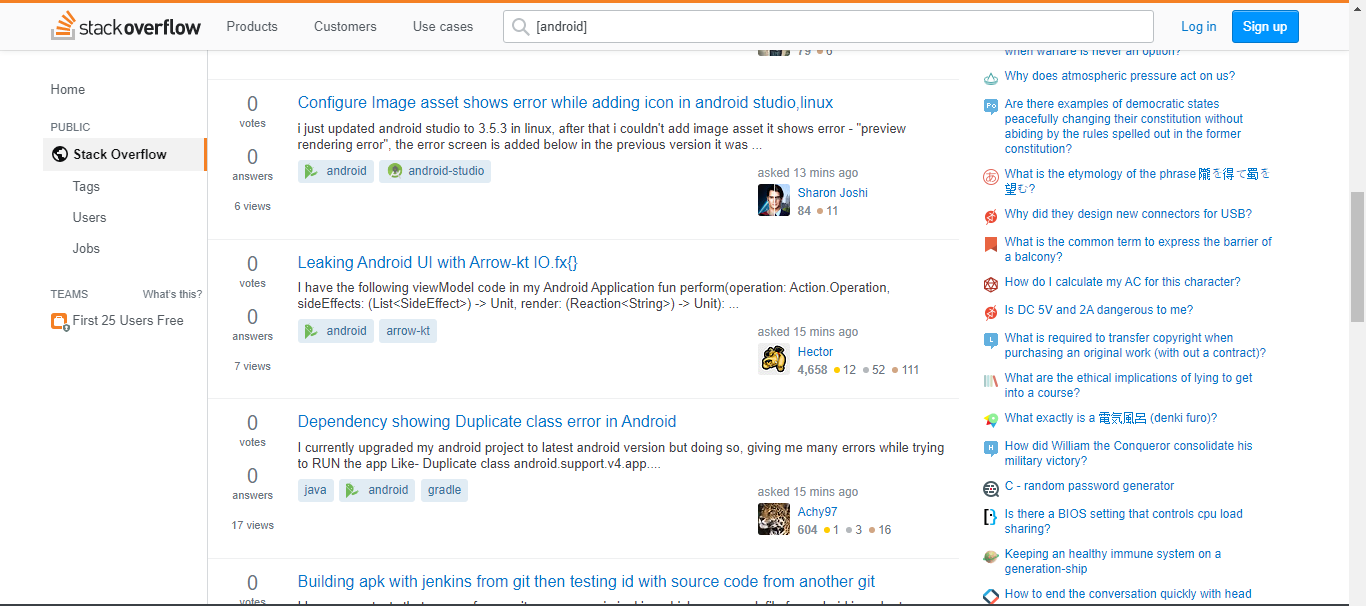 stackoverflow
Products
Customers
Use cases
[android]
Log in
Sign up
Home
PUBLIC
Stack Overflow
Tags
Users
Jobs
TEAMS
What's this?
First 25 Users Free
79 6
0
votes
0
answers
6 views
Configure Image asset shows error while adding icon in android studio,linux
i just updated android studio to 3.5.3 in linux, after that i couldn't add image asset it shows error - "preview
rendering error", the error screen is added below in the previous version it was ...
android
android-studio
asked 13 mins ago
Sharon Joshi
84 11
0
votes
0
answers
7 views
Leaking Android UI with Arrow-kt IO.fx{}
I have the following viewModel code in my Android Application fun perform(operation: Action.Operation,
sideEffects: (List<SideEffect>) -> Unit, render: (Reaction<String>) -> Unit): ...
android
arrow-kt
asked 15 mins ago
Hector
4,658 12 52 111
0
votes
0
answers
17 views
Dependency showing Duplicate class error in Android
I currently upgraded my android project to latest android version but doing so, giving me many errors while trying
to RUN the app Like- Duplicate class android.support.v4.app....
java
android
gradle
asked 15 mins ago
Achy97
604 1 3 16
0
votes
Building apk with jenkins from git then testing id with source code from another git
when warfare is never an option?
Why does atmospheric pressure act on us?
Are there examples of democratic states
peacefully changing their constitution without
abiding by the rules spelled out in the former
constitution?
What is the etymology of the phrase 隴を得て蜀を
望む?
Why did they design new connectors for USB?
What is the common term to express the barrier of
a balcony?
How do I calculate my AC for this character?
Is DC 5V and 2A dangerous to me?
What is required to transfer copyright when
purchasing an original work (with out a contract)?
What are the ethical implications of lying to get
into a course?
What exactly is a 電気風呂 (denki furo)?
How did William the Conqueror consolidate his
military victory?
C - random password generator
Is there a BIOS setting that controls cpu load
sharing?
Keeping an healthy immune system on a
generation-ship
How to end the conversation quickly with head